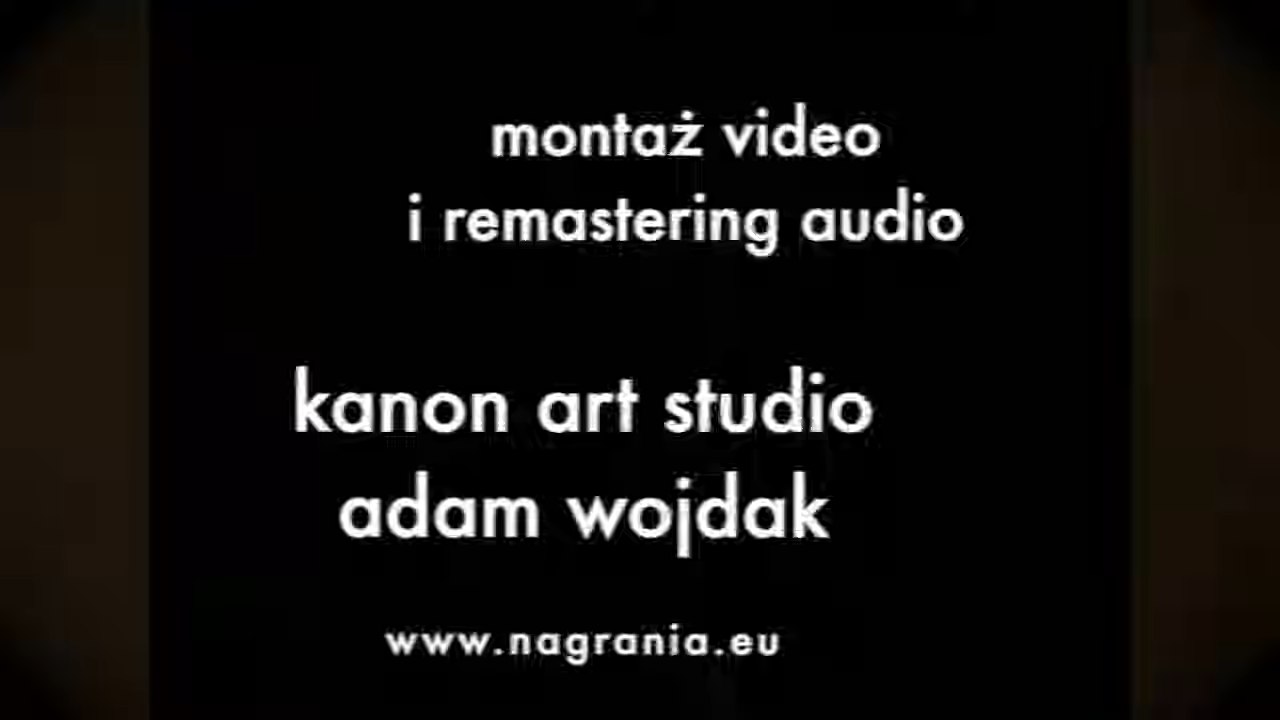 montaż video
i remastering audio
kanon art studio
adam wojdak
www.nagrania.eu